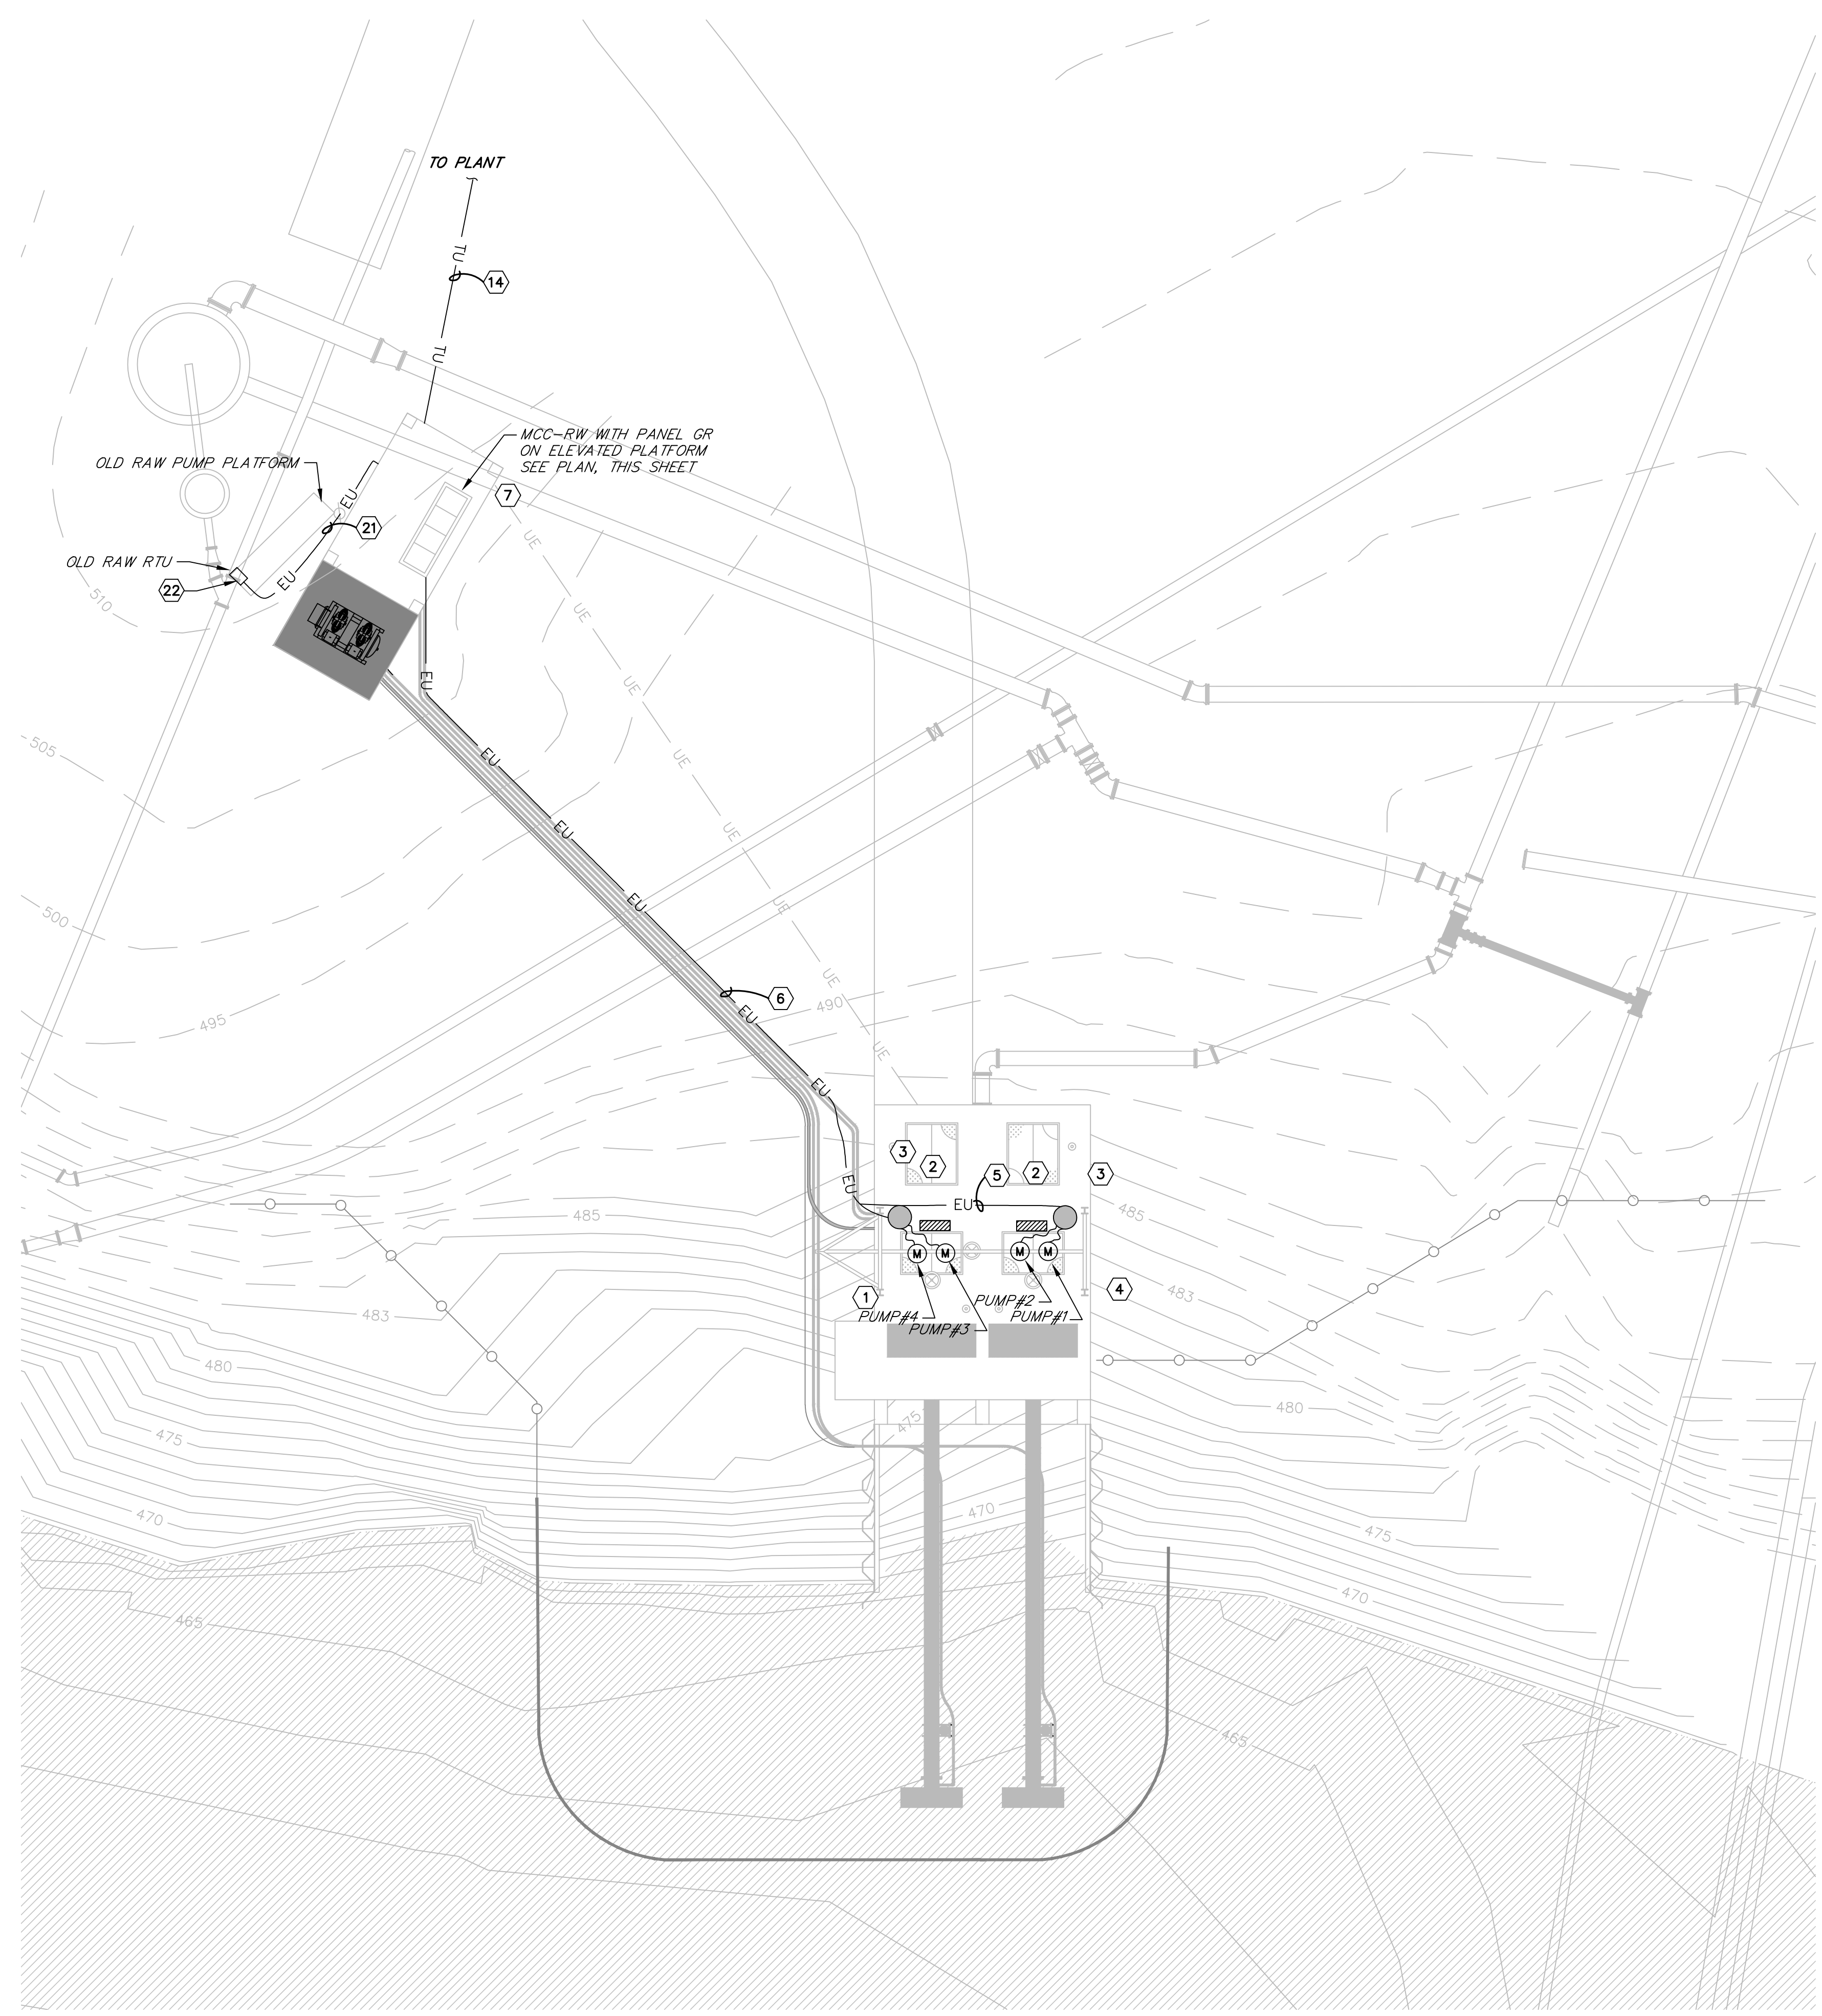 TO PLANT
TU
14
TU
MCC-RW WITH PANEL GR
ON ELEVATED PLATFORM
SEE PLAN, THIS SHEET
OLD RAW PUMP PLATFORM
7
EU
21
UE
OLD RAW RTU
22
EU
510
UE
UE
EU
505
EU
UE
EU
UE
500
EU
UE
UE
6
490
495
EU
UE
EU
3
2
5
2
3
EU
EU
485
485
M
M
M
M
483
1
4
483
PUMP#2
PUMP#4
PUMP#1
PUMP#3
480
480
475
475
470
470
475
470
465
465